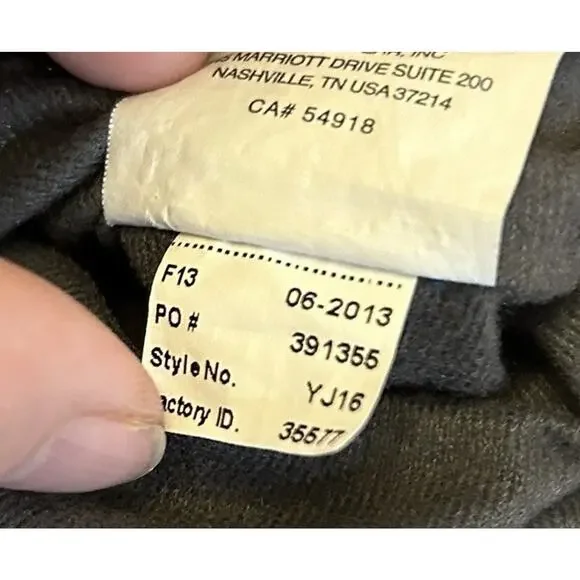 INC
MARRIOTT DRIVE SUITE 200
NASHVILLE, TN USA 37214
CA# 54918
F13 06-2013
PO # 391355
Style No. YJ16
actory ID. 35577